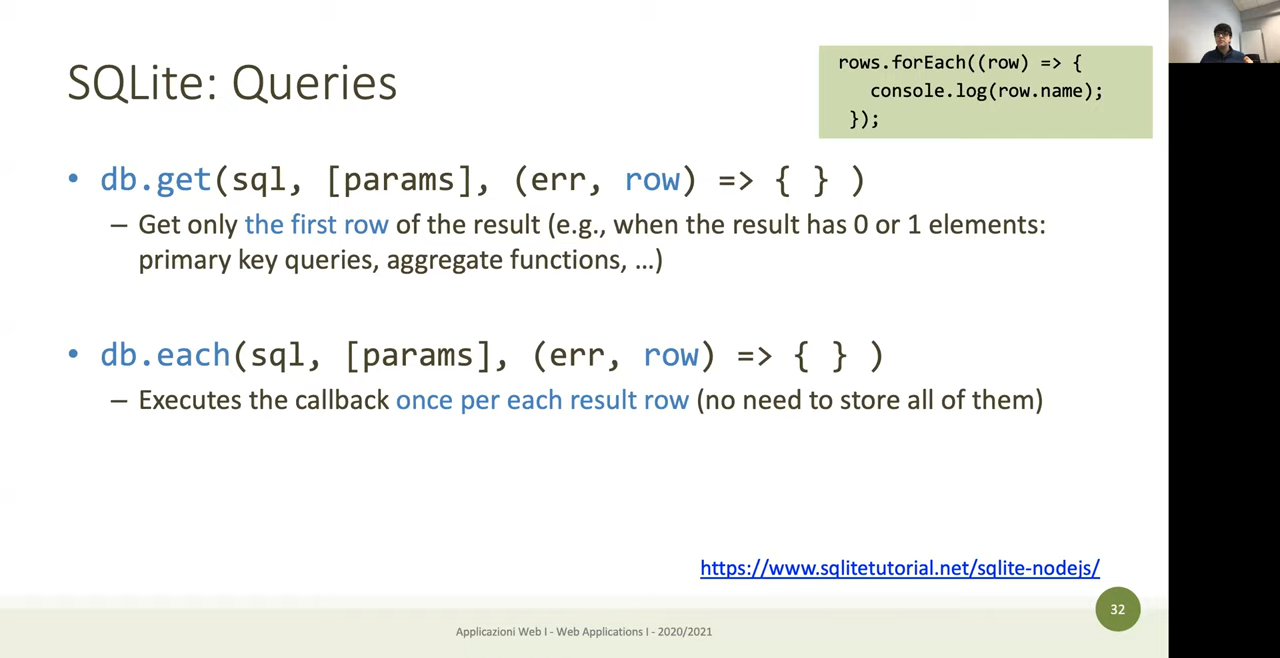 SQLite: Queries
rows.forEach((row) => {
console.log(row.name);
});
• db.get(sql, [params], (err, row) => { } )
– Get only the first row of the result (e.g., when the result has 0 or 1 elements:
primary key queries, aggregate functions, …)
• db.each(sql, [params], (err, row) => { } )
– Executes the callback once per each result row (no need to store all of them)
https://www.sqlitetutorial.net/sqlite-nodejs/
32
Applicazioni Web I - Web Applications I - 2020/2021